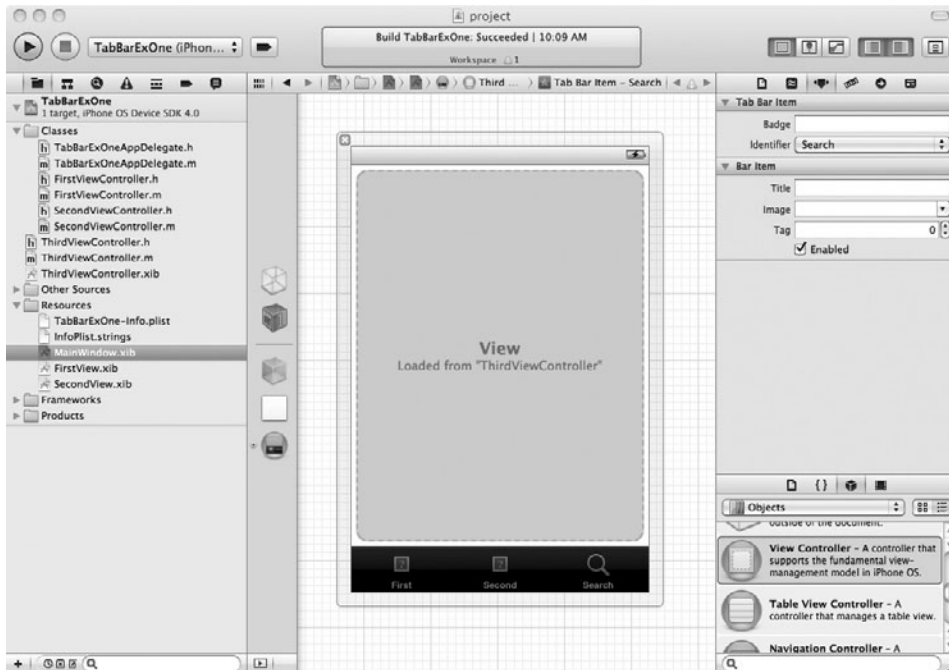 project
TabBarExOne (iPhon...
Build TabBarExOne: Succeeded | 10:09 AM
Workspace 1
TabBarExOne
1 target, iPhone OS Device SDK 4.0
Classes
h TabBarExOneAppDelegate.h
m TabBarExOneAppDelegate.m
h FirstViewController.h
m FirstViewController.m
h SecondViewController.h
m SecondViewController.m
h ThirdViewController.h
m ThirdViewController.m
ThirdViewController.xib
Other Sources
Resources
TabBarExOne-Info.plist
InfoPlist.strings
MainWindow.xib
FirstView.xib
SecondView.xib
Frameworks
Products
Third ...
Tab Bar Item – Search
View
Loaded from "ThirdViewController"
First
Second
Search
Tab Bar Item
Badge
Identifier Search
Bar Item
Title
Image
Tag 0
Enabled
{}
Objects
outside of the document.
View Controller – A controller that
supports the fundamental view-
management model in iPhone OS.
Table View Controller – A
controller that manages a table view.
Navigation Controller – A